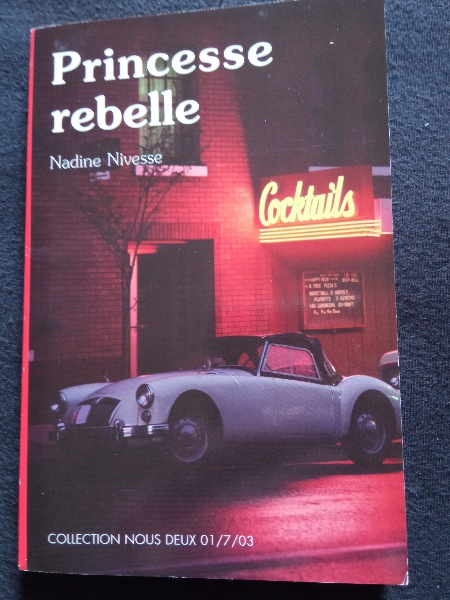 Princesse
rebelle
Nadine Nivesse
Cocktails
COLLECTION NOUS DEUX 01/7/03